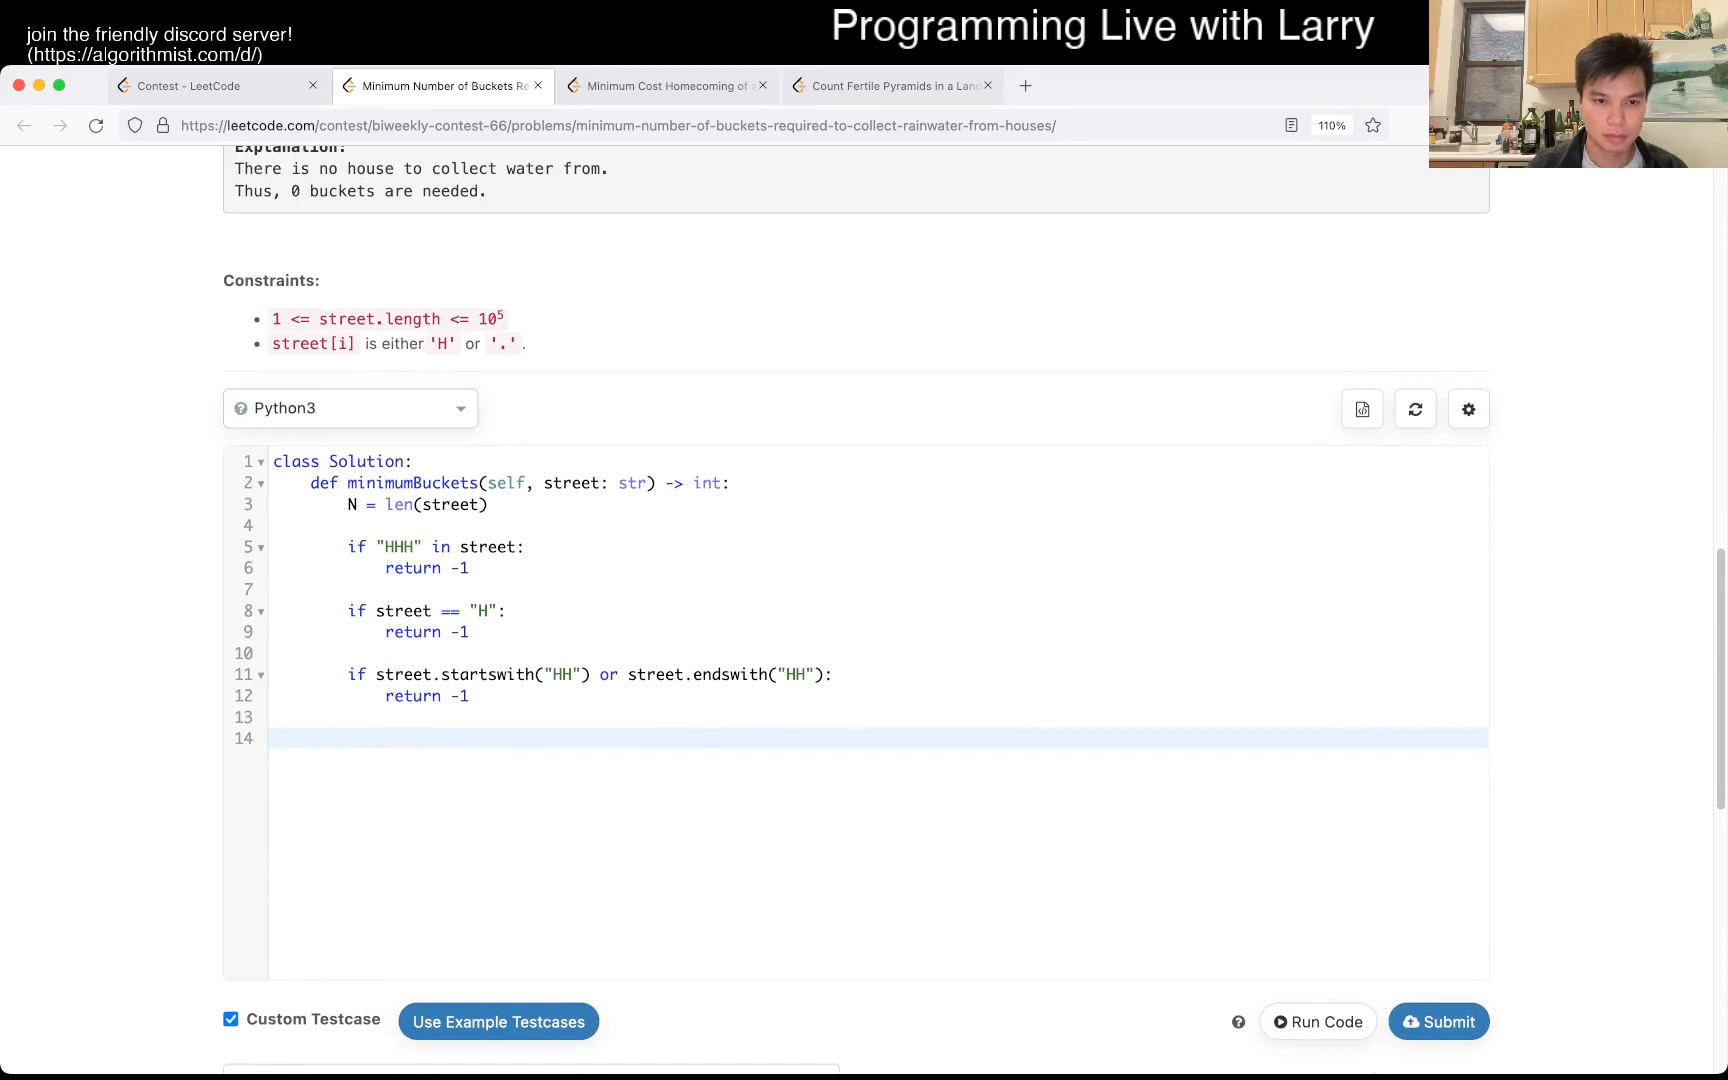 join the friendly discord server!
(https://algorithmist.com/d/)
Programming Live with Larry
Contest - LeetCode
Minimum Number of Buckets Re
Minimum Cost Homecoming of a
Count Fertile Pyramids in a Land
https://leetcode.com/contest/biweekly-contest-66/problems/minimum-number-of-buckets-required-to-collect-rainwater-from-houses/
110%
Explanation:
There is no house to collect water from.
Thus, 0 buckets are needed.
Constraints:
• 1 <= street.length <= 10⁵
• street[i] is either 'H' or '.'.
Python3
1 class Solution:
2     def minimumBuckets(self, street: str) -> int:
3         N = len(street)
4
5         if "HHH" in street:
6             return -1
7
8         if street == "H":
9             return -1
10
11         if street.startswith("HH") or street.endswith("HH"):
12             return -1
13
14
Custom Testcase
Use Example Testcases
Run Code
Submit